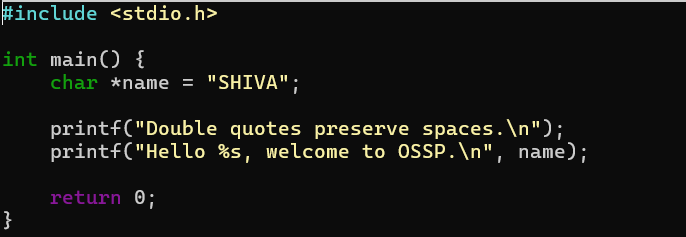 #include <stdio.h>

int main() {
    char *name = "SHIVA";

    printf("Double quotes preserve spaces.\n");
    printf("Hello %s, welcome to OSSP.\n", name);

    return 0;
}